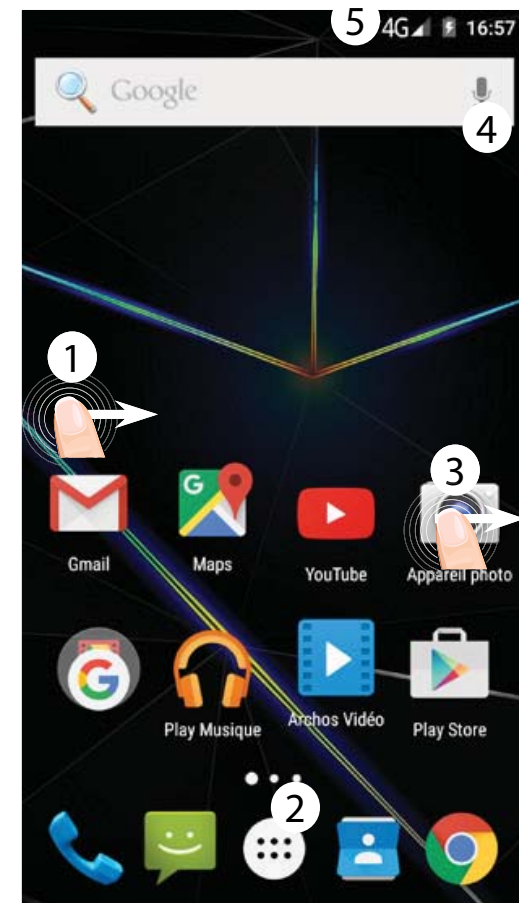 5 4G 16:57
Google
4
1
3
G
Gmail Maps YouTube Appareil photo
G
Play Musique Archos Vidéo Play Store
2